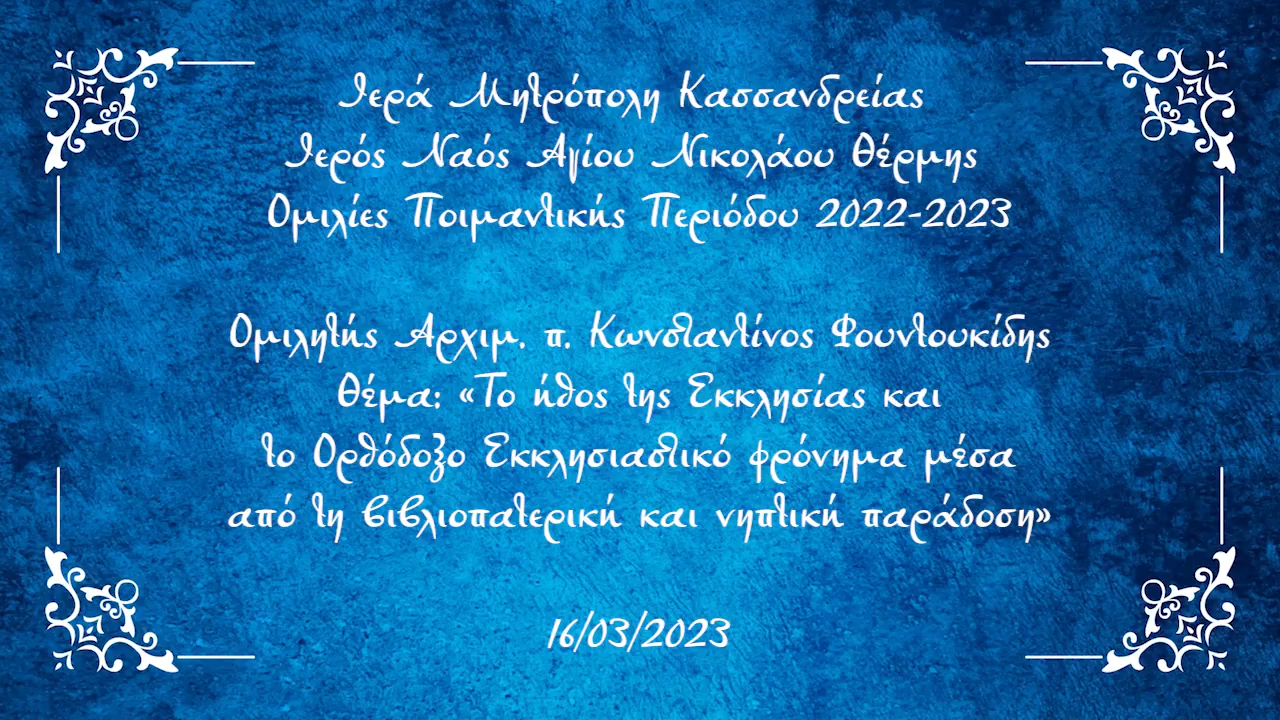 Ιερά Μητρόπολη Κασσανδρείας
Ιερός Ναός Αγίου Νικολάου Θέρμης
Ομιλίες Ποιμαντικής Περιόδου 2022-2023
Ομιλητής Αρχιμ. π. Κωνσταντίνος Φουντουκίδης
Θέμα: «Το ήθος της Εκκλησίας και
το Ορθόδοξο Εκκλησιαστικό φρόνημα μέσα
από τη βιβλιοπατερική και νηπτική παράδοση»
16/03/2023